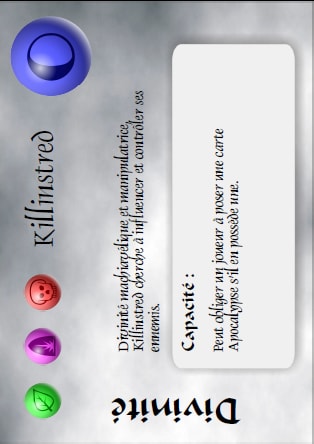 Killinstred
Divinité
Divinité machiavélique et manipulatrice,
Killinstred cherche à influencer et contrôler ses
ennemis.
Capacité :
Peut obliger un joueur à poser une carte
Apocalypse s'il en possède une.